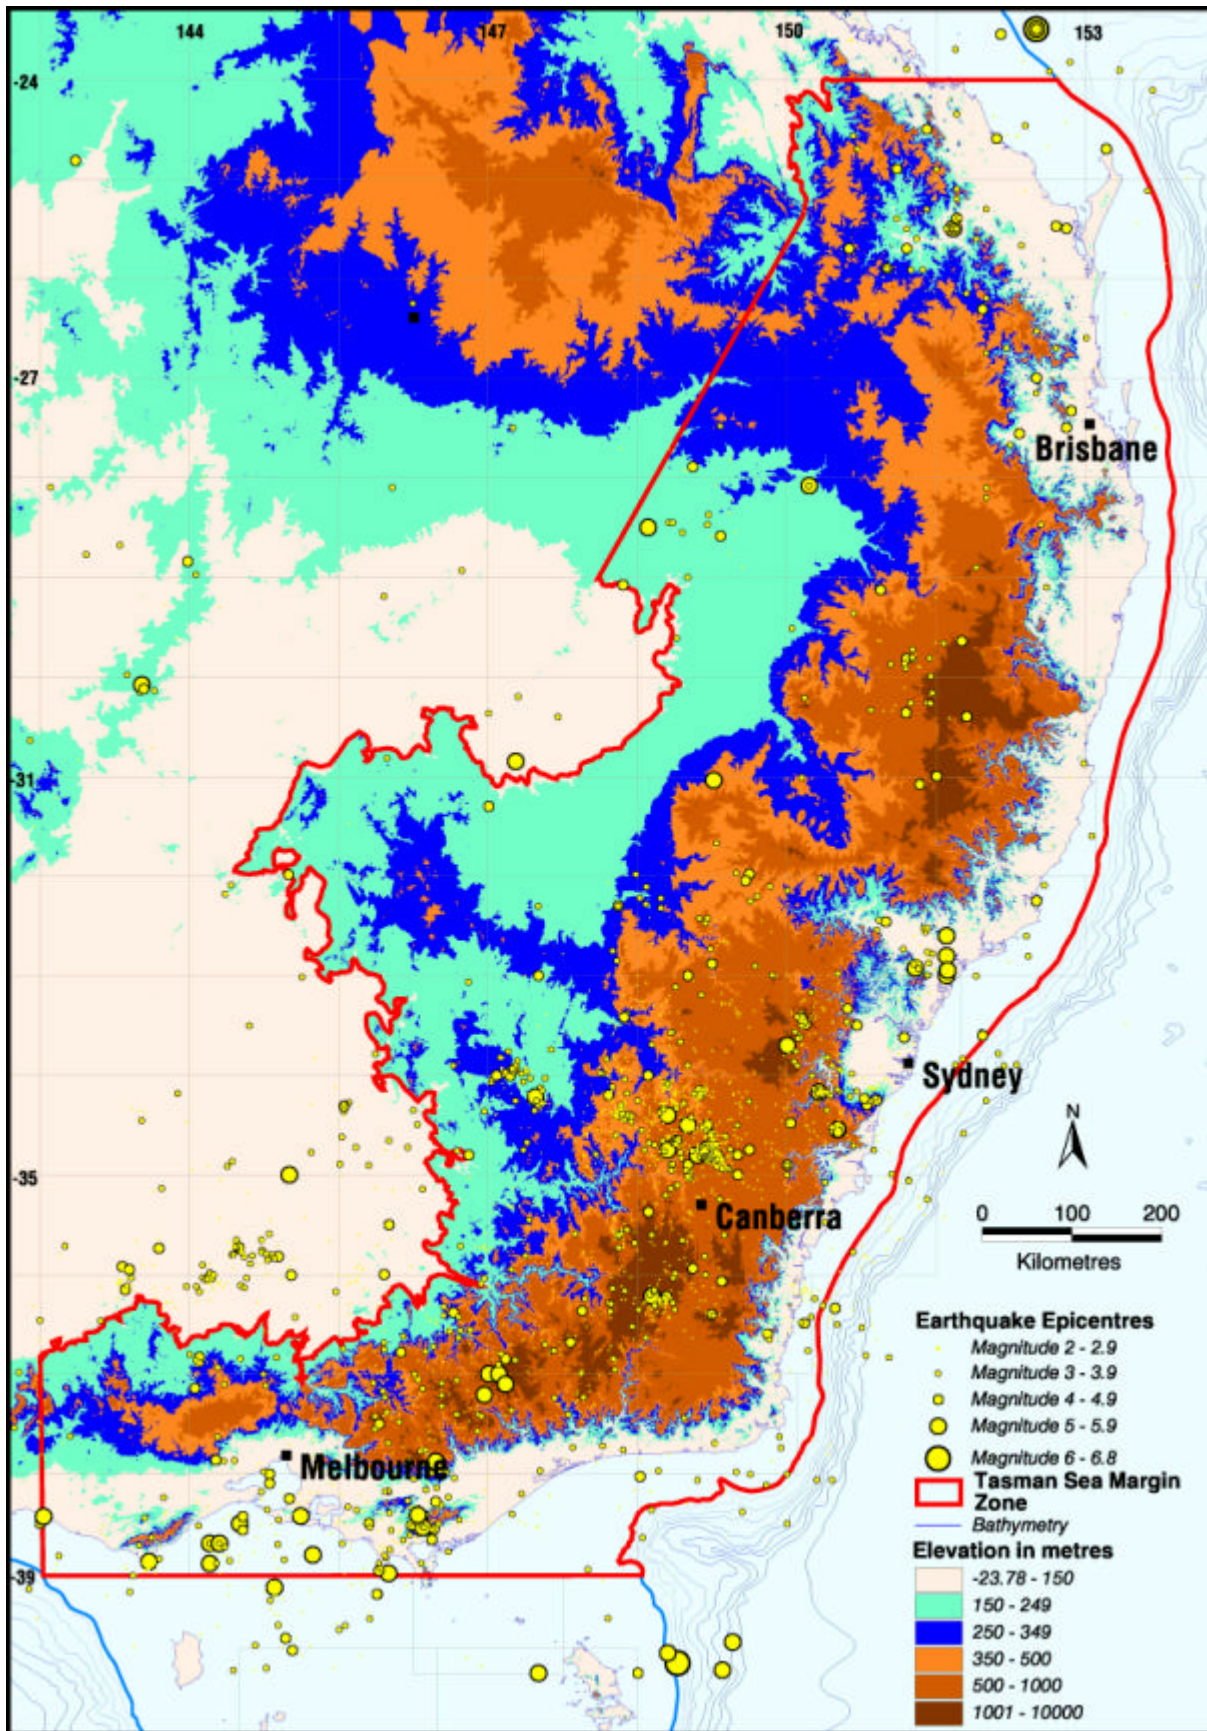 144 147 150 153
-24
-27
Brisbane
-31
Sydney
N
-35
Canberra
0 100 200
Kilometres
Earthquake Epicentres
Magnitude 2 - 2.9
Magnitude 3 - 3.9
Magnitude 4 - 4.9
Magnitude 5 - 5.9
Magnitude 6 - 6.8
Melbourne
Tasman Sea Margin
Zone
Bathymetry
Elevation in metres
-39
-23.78 - 150
150 - 249
250 - 349
350 - 500
500 - 1000
1001 - 10000